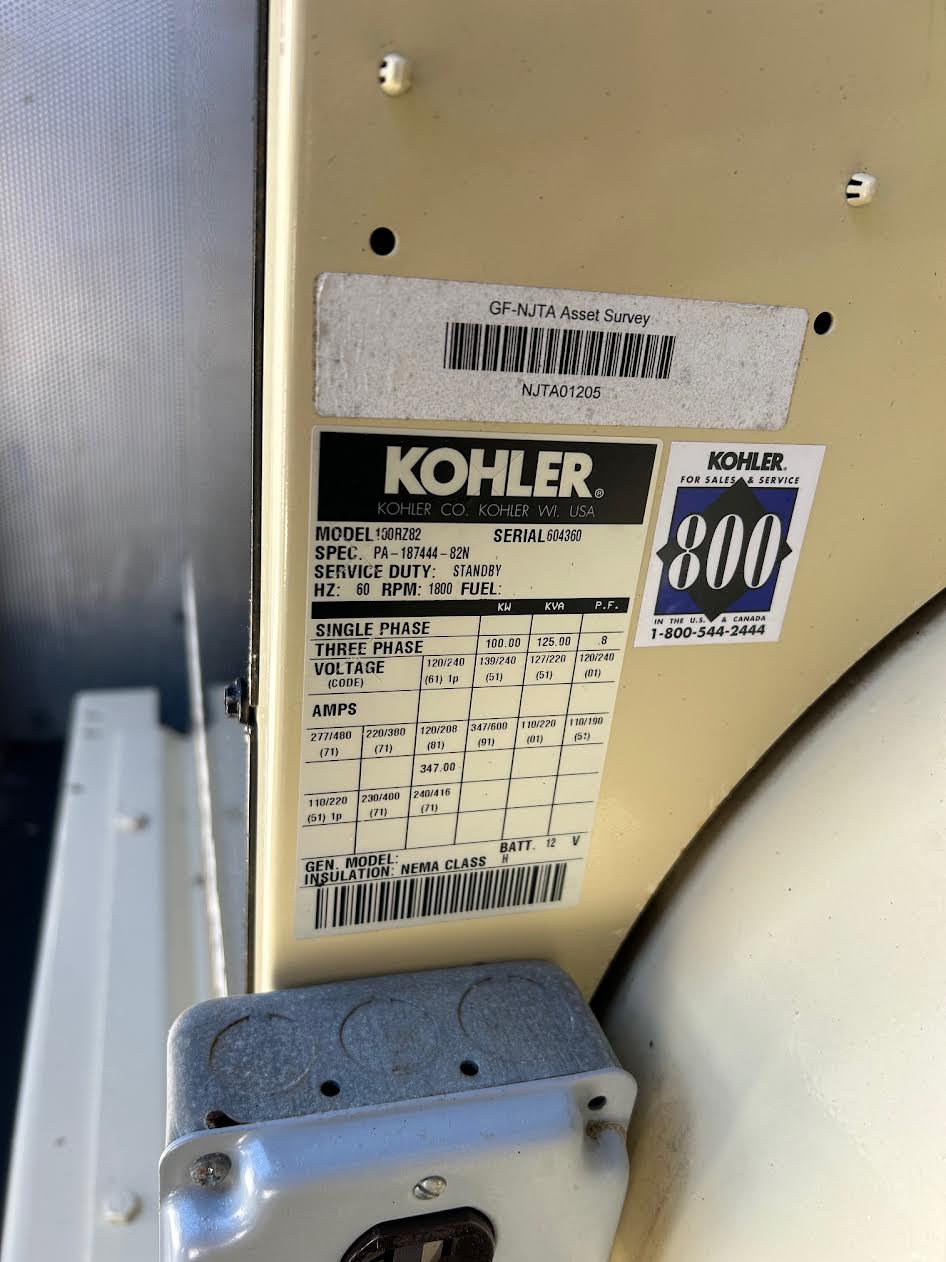 GF-NJTA Asset Survey
NJTA01205
KOHLER®
KOHLER CO. KOHLER WI. USA
MODEL 100RZ82 SERIAL 604360
SPEC. PA-187444-82N
SERVICE DUTY: STANDBY
HZ: 60 RPM: 1800 FUEL:
KW KVA P.F.
SINGLE PHASE
THREE PHASE 100.00 125.00 .8
VOLTAGE 120/240 139/240 127/220 120/240
(CODE) (61) 1p (51) (51) (01)
AMPS
277/480 220/380 120/208 347/600 110/220 110/190
(71) (71) (81) (91) (01) (51)
347.00
110/220 230/400 240/416
(51) 1p (71) (71)
GEN. MODEL: BATT. 12 V
INSULATION: NEMA CLASS H
KOHLER®
FOR SALES & SERVICE
800
IN THE U.S. & CANADA
1-800-544-2444